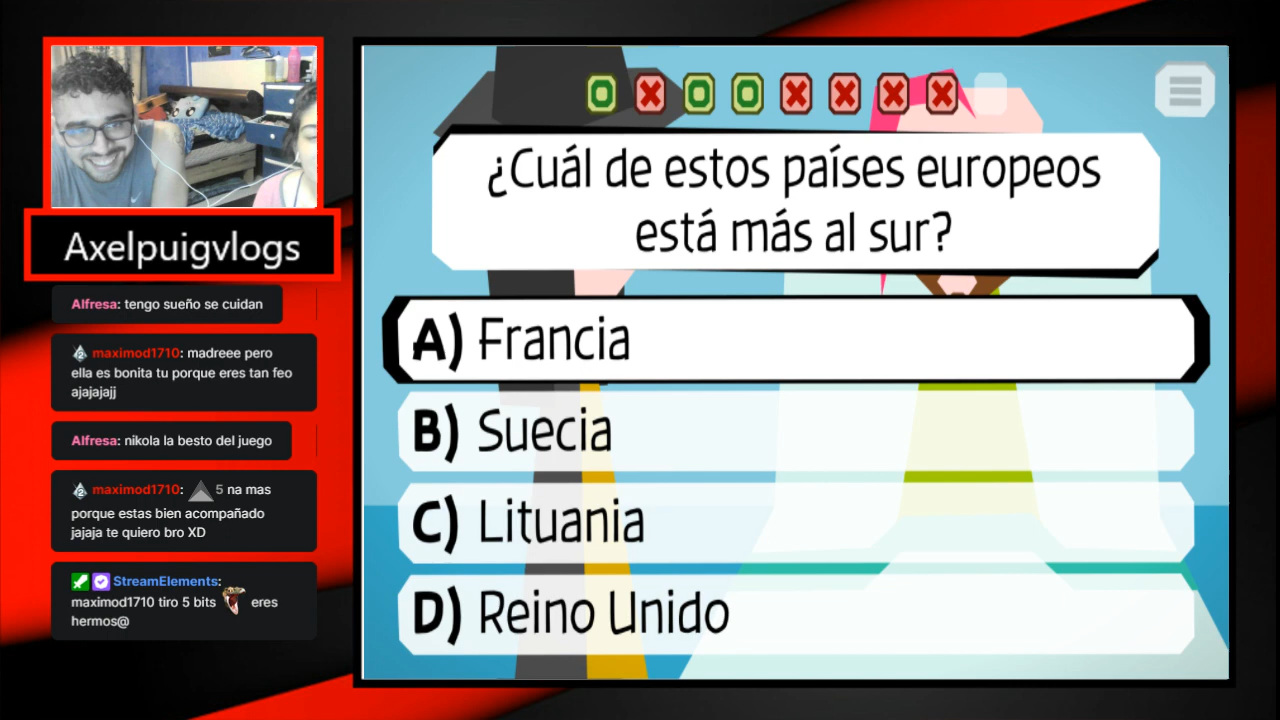 ¿Cuál de estos países europeos
está más al sur?
A) Francia
B) Suecia
C) Lituania
D) Reino Unido
Axelpuigvlogs
Alfresa: tengo sueño se cuidan
maximod1710: madreee pero
ella es bonita tu porque eres tan feo
ajajajajj
Alfresa: nikola la besto del juego
maximod1710: 5 na mas
porque estas bien acompañado
jajaja te quiero bro XD
StreamElements:
maximod1710 tiro 5 bits eres
hermos@